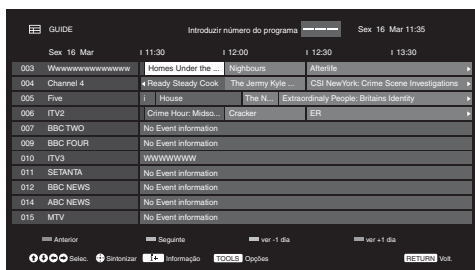 GUIDE Introduzir número do programa Sex 16 Mar 11:35
Sex 16 Mar 11:30 12:00 12:30 13:30
003 Wwwwwwwwwwwwww Homes Under the ... Nighbours Afterlife
004 Channel 4 Ready Steady Cook The Jermy Kyle ... CSI NewYork: Crime Scene Investigations
005 Five i House The N... Extraordinaly People: Britains Identity
006 ITV2 Crime Hour: Midso... Cracker ER
007 BBC TWO No Event information
009 BBC FOUR No Event information
010 ITV3 WWWWWWW
011 SETANTA No Event information
012 BBC NEWS No Event information
014 ABC NEWS No Event information
015 MTV No Event information
Anterior Seguinte ver -1 dia ver +1 dia
Selec. Sintonizar i+ Informação TOOLS Opções RETURN Volt.